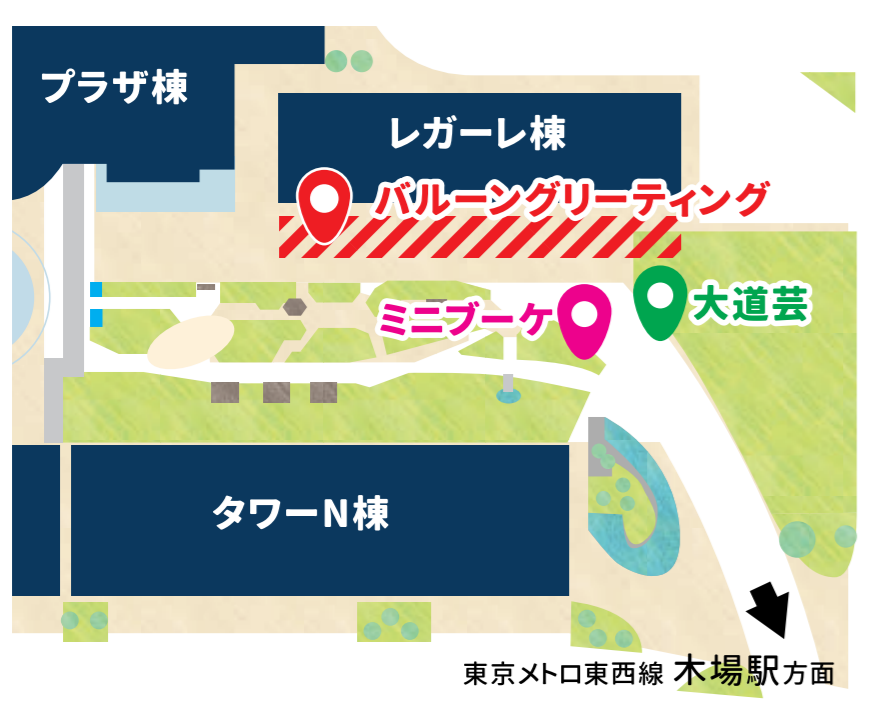 プラザ棟
レガーレ棟
バルーングリーティング
ミニブーケ
大道芸
タワーN棟
東京メトロ東西線 木場駅方面